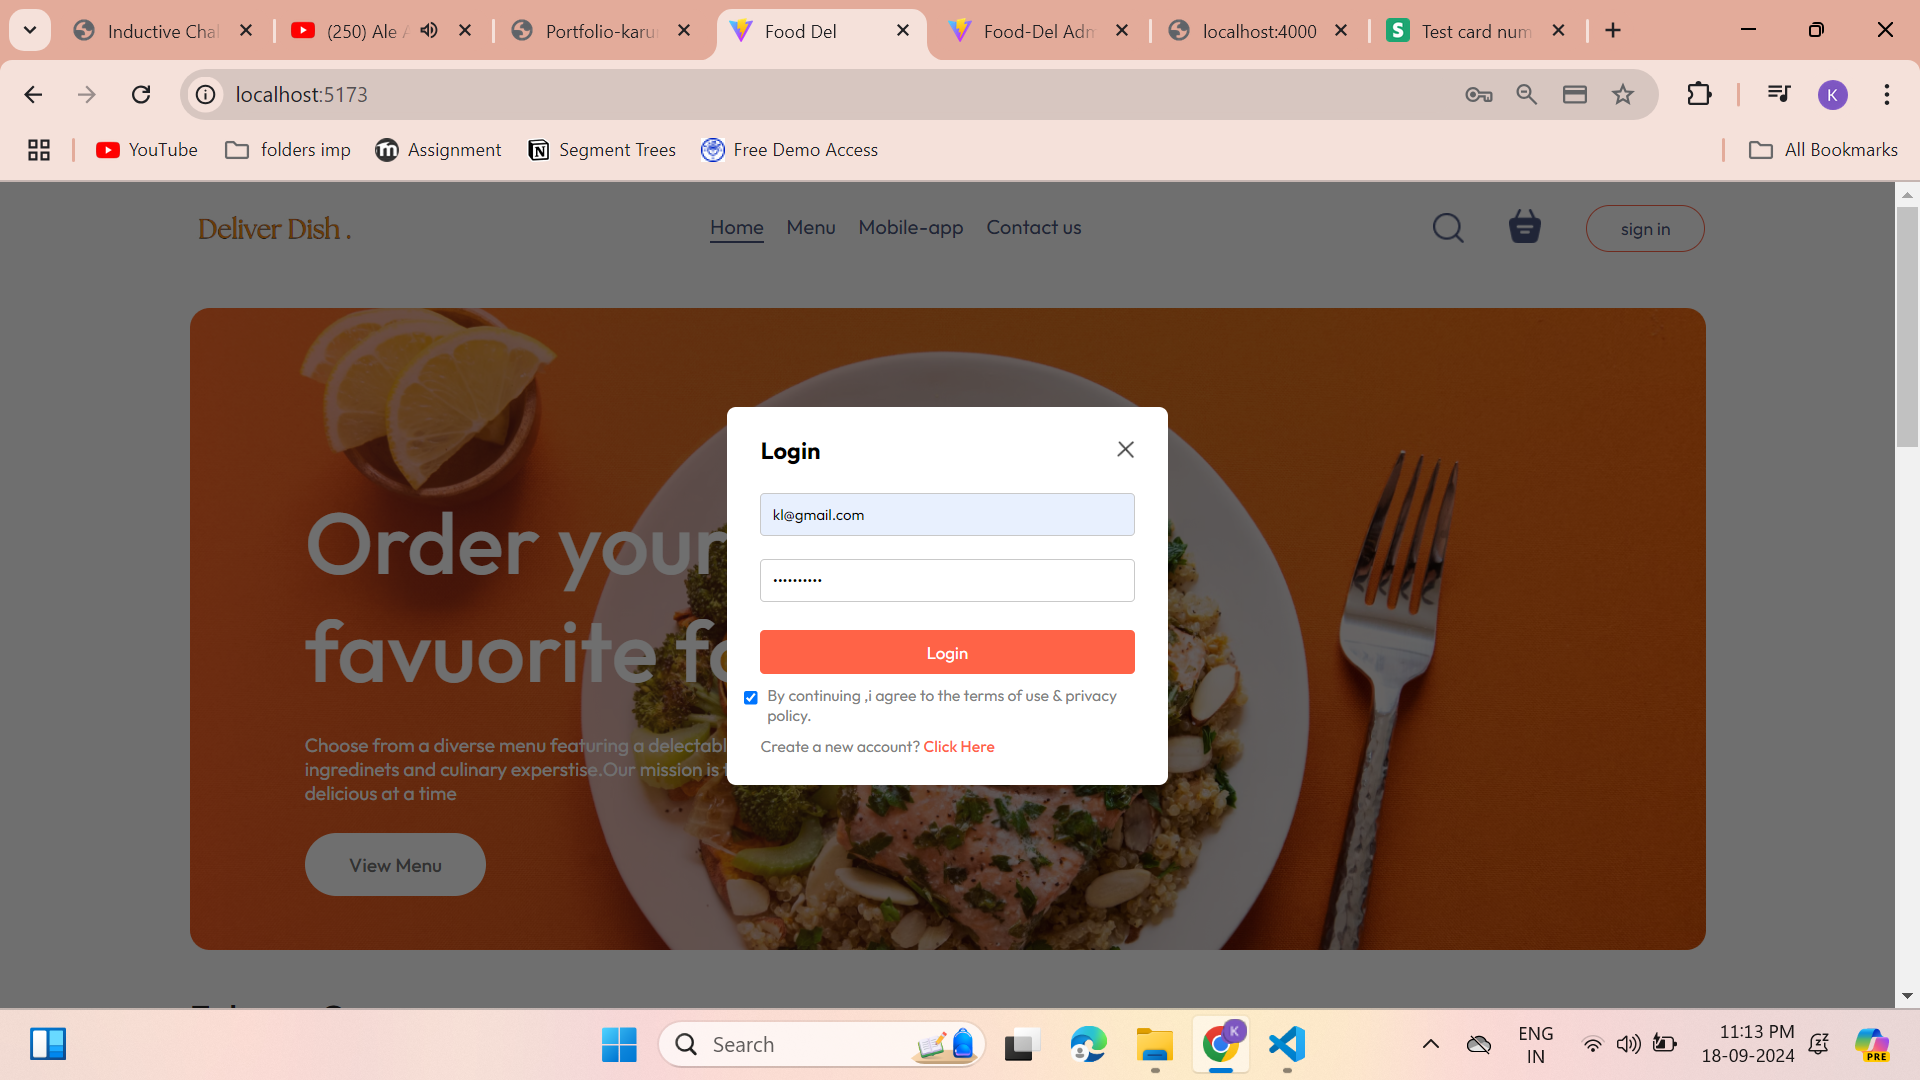 Inductive Chal
(250) Ale A
Portfolio-karu
Food Del
Food-Del Adm
localhost:4000
S
Test card num
localhost:5173
K
YouTube
folders imp
Assignment
Segment Trees
Free Demo Access
All Bookmarks
Deliver Dish .
Home
Menu
Mobile-app
Contact us
sign in
Order your
favuorite fo
Choose from a diverse menu featuring a delectabl
ingredinets and culinary experstise.Our mission is t
delicious at a time
View Menu
Login
kl@gmail.com
••••••••••
Login
By continuing ,i agree to the terms of use & privacy
policy.
Create a new account? Click Here
Search
K
ENG
IN
11:13 PM
18-09-2024
PRE